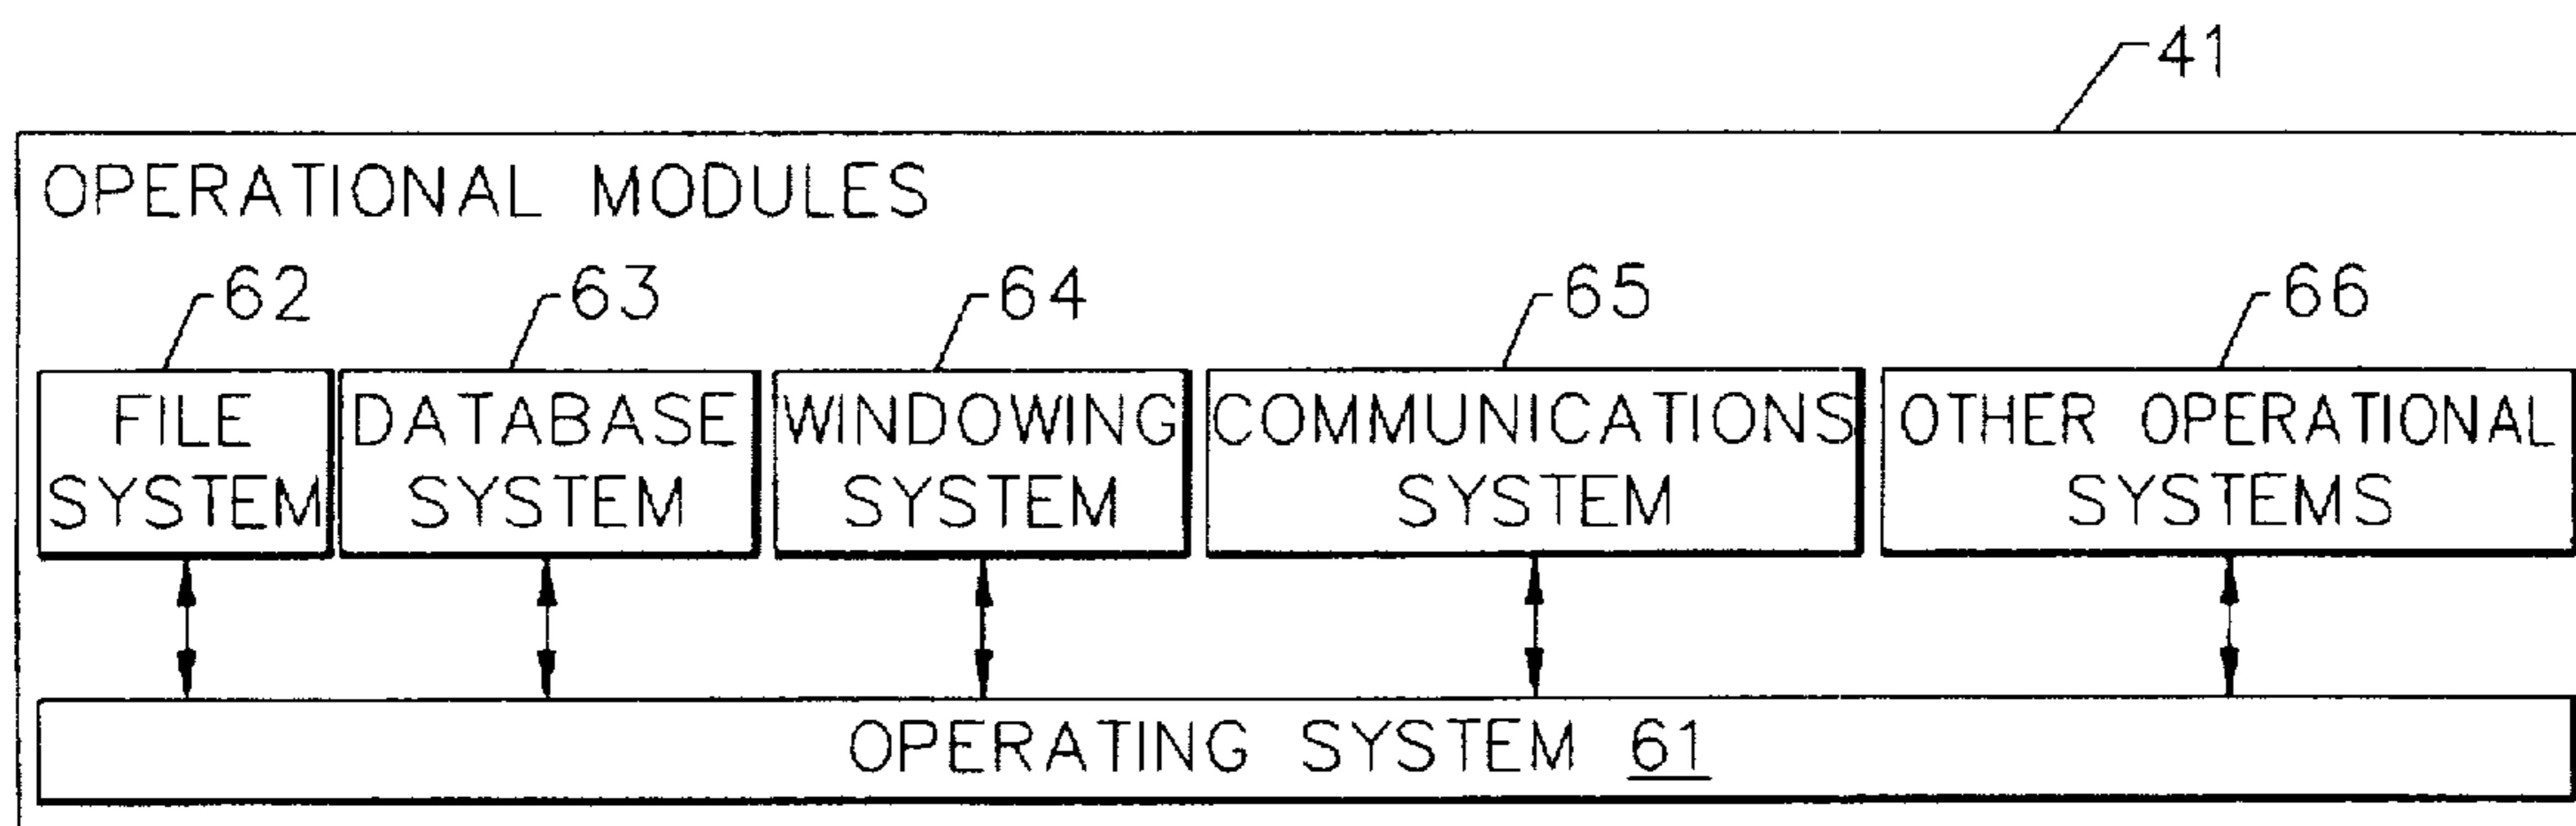 41
OPERATIONAL MODULES
62 63 64 65 66
FILE SYSTEM
DATABASE SYSTEM
WINDOWING SYSTEM
COMMUNICATIONS SYSTEM
OTHER OPERATIONAL SYSTEMS
OPERATING SYSTEM 61